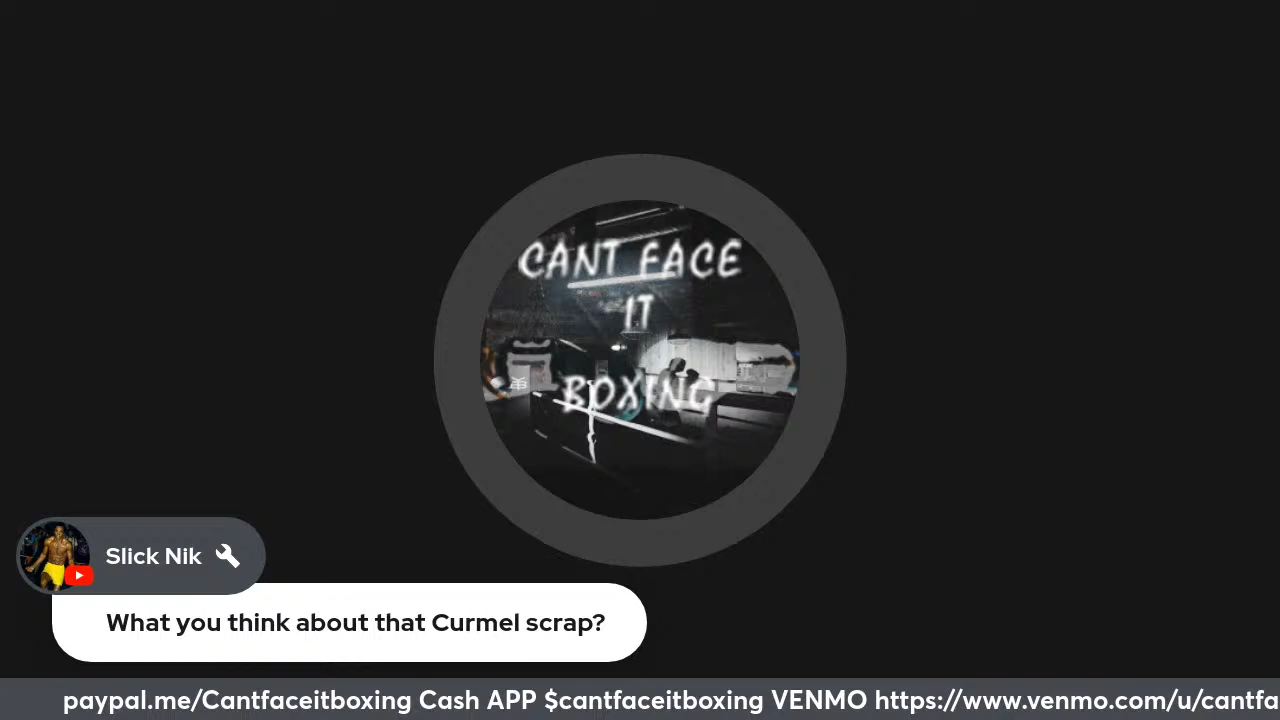 CANT FACE
IT
BOXING
Slick Nik
What you think about that Curmel scrap?
paypal.me/Cantfaceitboxing Cash APP $cantfaceitboxing VENMO https://www.venmo.com/u/cantfa